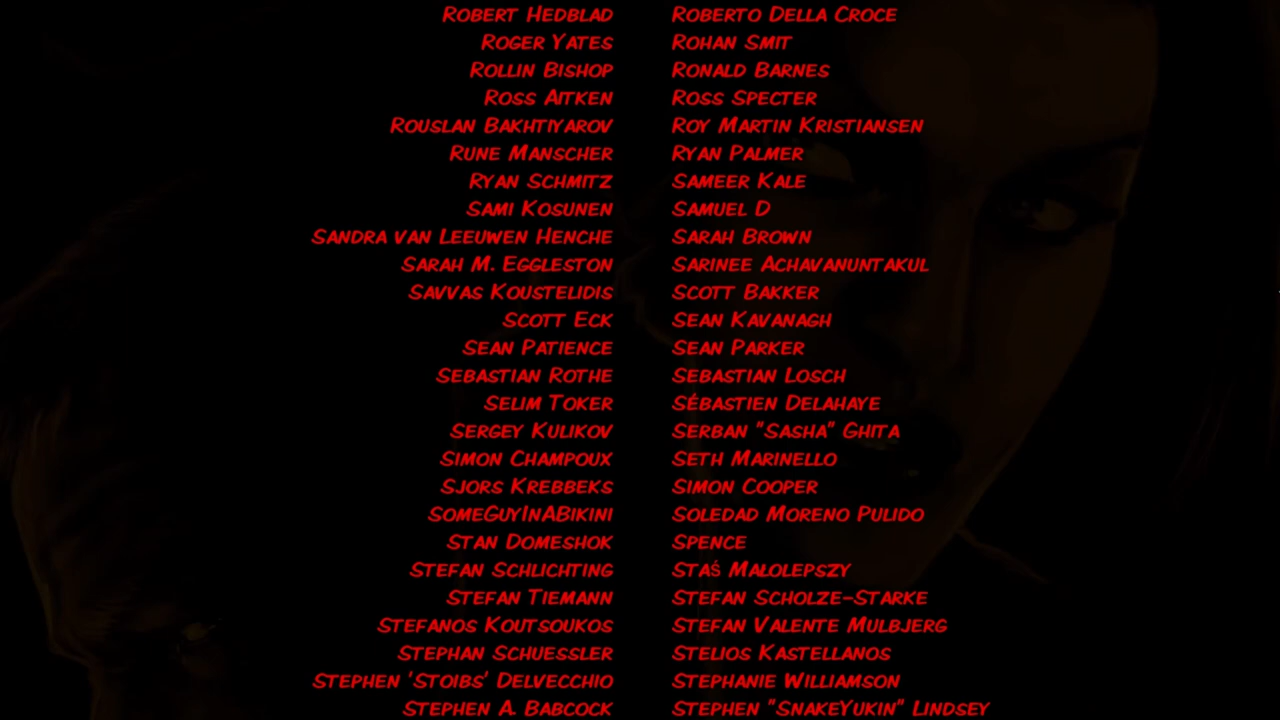 Robert Hedblad Roberto Della Croce
Roger Yates Rohan Smit
Rollin Bishop Ronald Barnes
Ross Aitken Ross Specter
Rouslan Bakhtiyarov Roy Martin Kristiansen
Rune Manscher Ryan Palmer
Ryan Schmitz Sameer Kale
Sami Kosunen Samuel D
Sandra van Leeuwen Henche Sarah Brown
Sarah M. Eggleston Sarinee Achavanuntakul
Savvas Koustelidis Scott Bakker
Scott Eck Sean Kavanagh
Sean Patience Sean Parker
Sebastian Rothe Sebastian Losch
Selim Toker Sébastien Delahaye
Sergey Kulikov Serban "Sasha" Ghita
Simon Champoux Seth Marinello
Sjors Krebbeks Simon Cooper
SomeGuyInABikini Soledad Moreno Pulido
Stan Domeshok Spence
Stefan Schlichting Staś Malolepszy
Stefan Tiemann Stefan Scholze-Starke
Stefanos Koutsoukos Stefan Valente Mulbjerg
Stephan Schuessler Stelios Kastellanos
Stephen 'Stoibs' Delvecchio Stephanie Williamson
Stephen A. Babcock Stephen "SnakeYukin" Lindsey